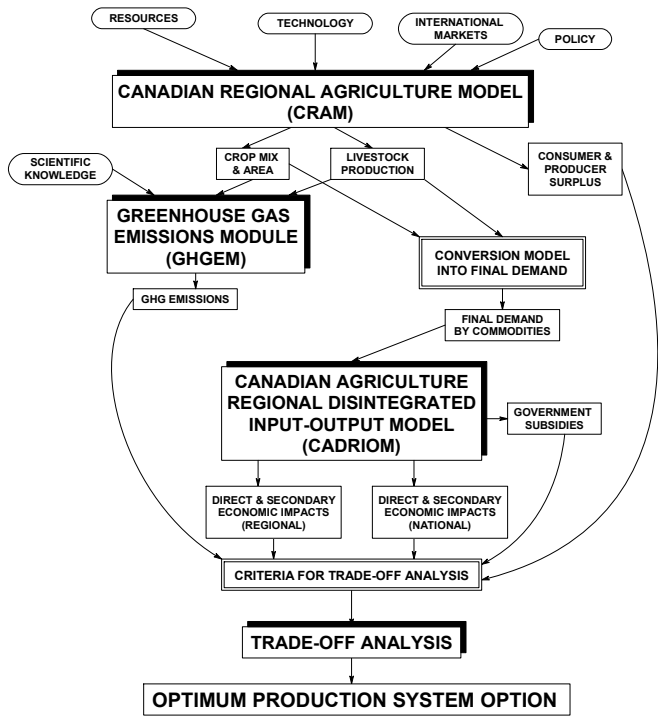 RESOURCES
TECHNOLOGY
INTERNATIONAL
MARKETS
POLICY
CANADIAN REGIONAL AGRICULTURE MODEL
(CRAM)
SCIENTIFIC
KNOWLEDGE
CROP MIX
& AREA
LIVESTOCK
PRODUCTION
CONSUMER &
PRODUCER
SURPLUS
GREENHOUSE GAS
EMISSIONS MODULE
(GHGEM)
CONVERSION MODEL
INTO FINAL DEMAND
GHG EMISSIONS
FINAL DEMAND
BY COMMODITIES
CANADIAN AGRICULTURE
REGIONAL DISINTEGRATED
INPUT-OUTPUT MODEL
(CADRIOM)
GOVERNMENT
SUBSIDIES
DIRECT & SECONDARY
ECONOMIC IMPACTS
(REGIONAL)
DIRECT & SECONDARY
ECONOMIC IMPACTS
(NATIONAL)
CRITERIA FOR TRADE-OFF ANALYSIS
TRADE-OFF ANALYSIS
OPTIMUM PRODUCTION SYSTEM OPTION